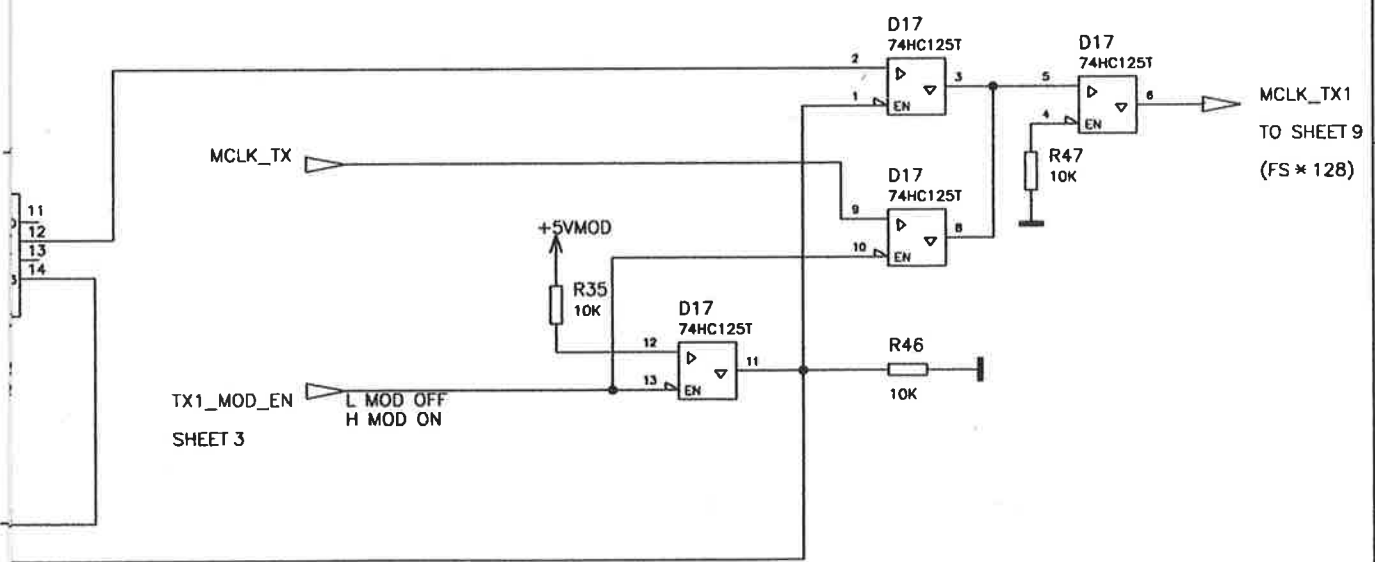 D17
74HC125T
D17
74HC125T
2
3
5
6
1
EN
4
EN
MCLK_TX1
TO SHEET 9
(FS * 128)
MCLK_TX
R47
10K
D17
74HC125T
11
12
13
14
9
8
10
EN
+5VMOD
R35
10K
D17
74HC125T
12
11
13
EN
R46
10K
TX1_MOD_EN
SHEET 3
L MOD OFF
H MOD ON